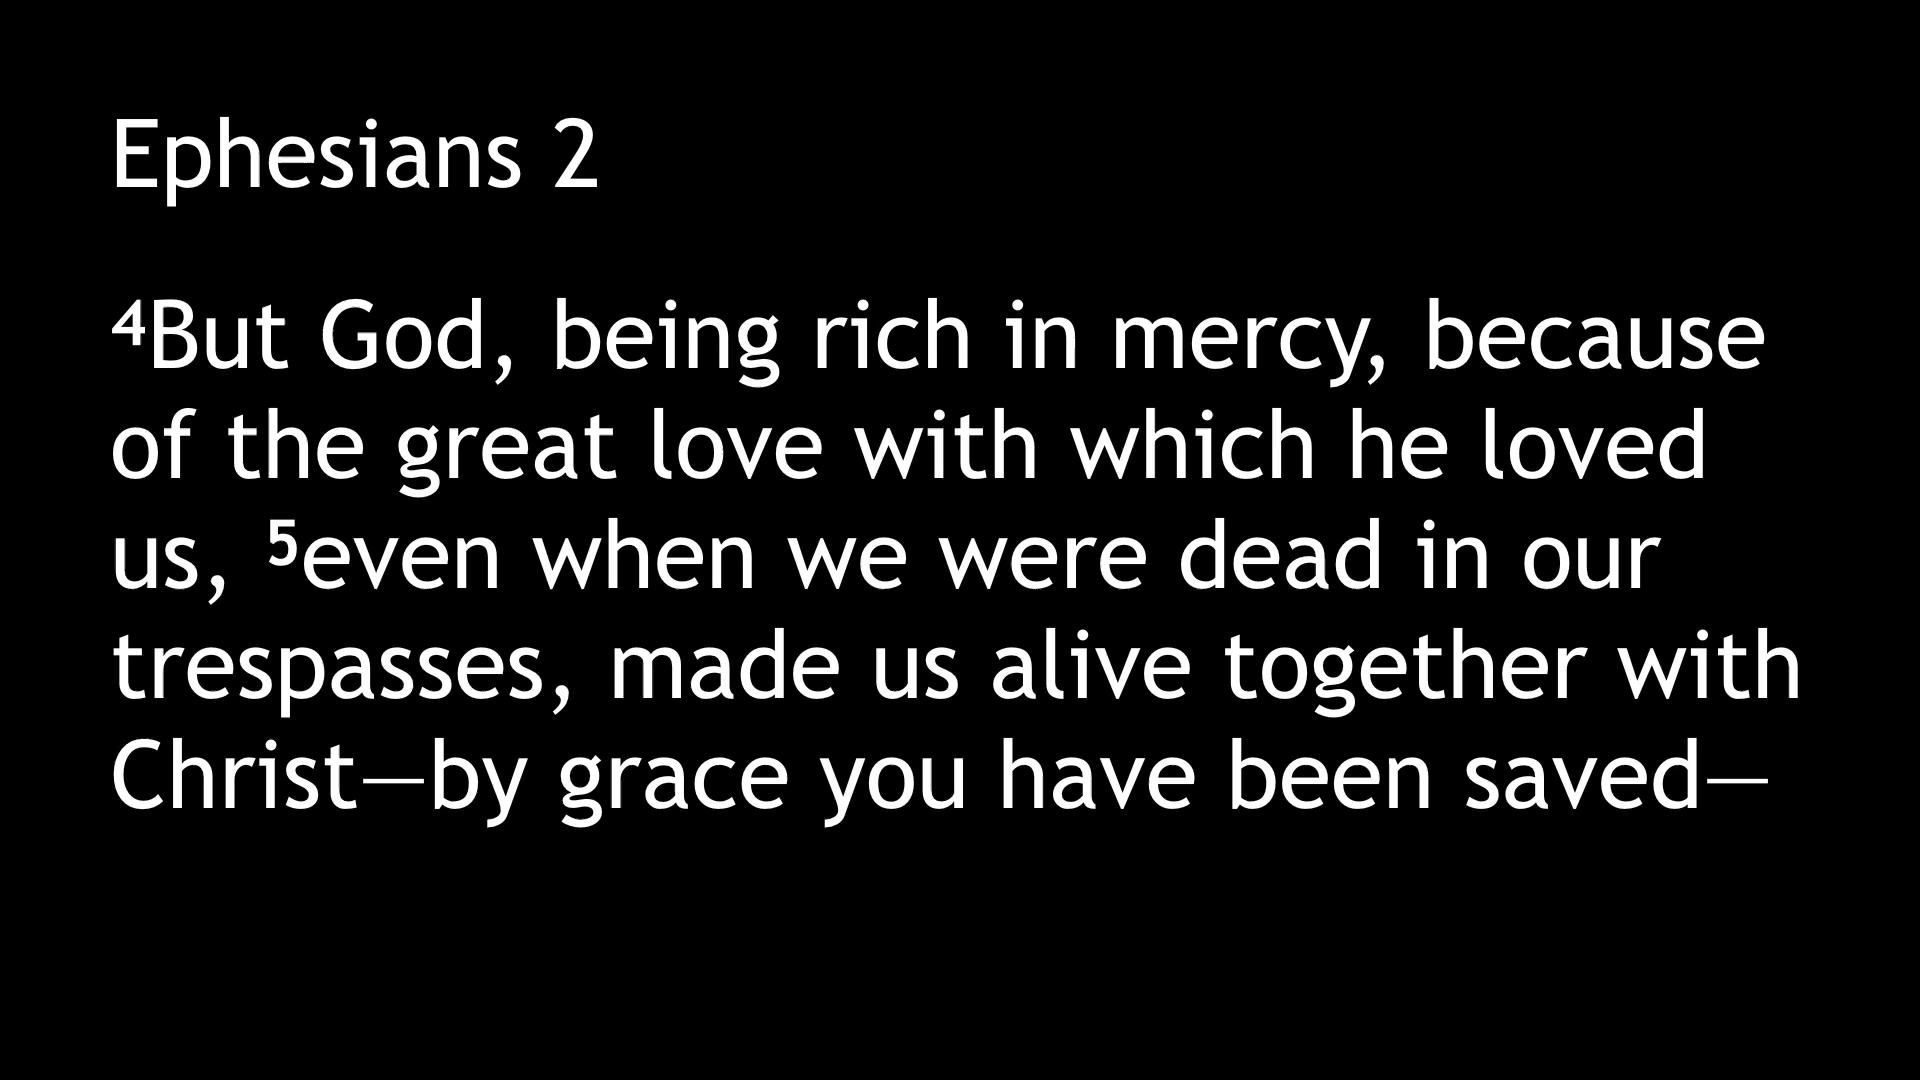 Ephesians 2
⁴But God, being rich in mercy, because
of the great love with which he loved
us, ⁵even when we were dead in our
trespasses, made us alive together with
Christ—by grace you have been saved—